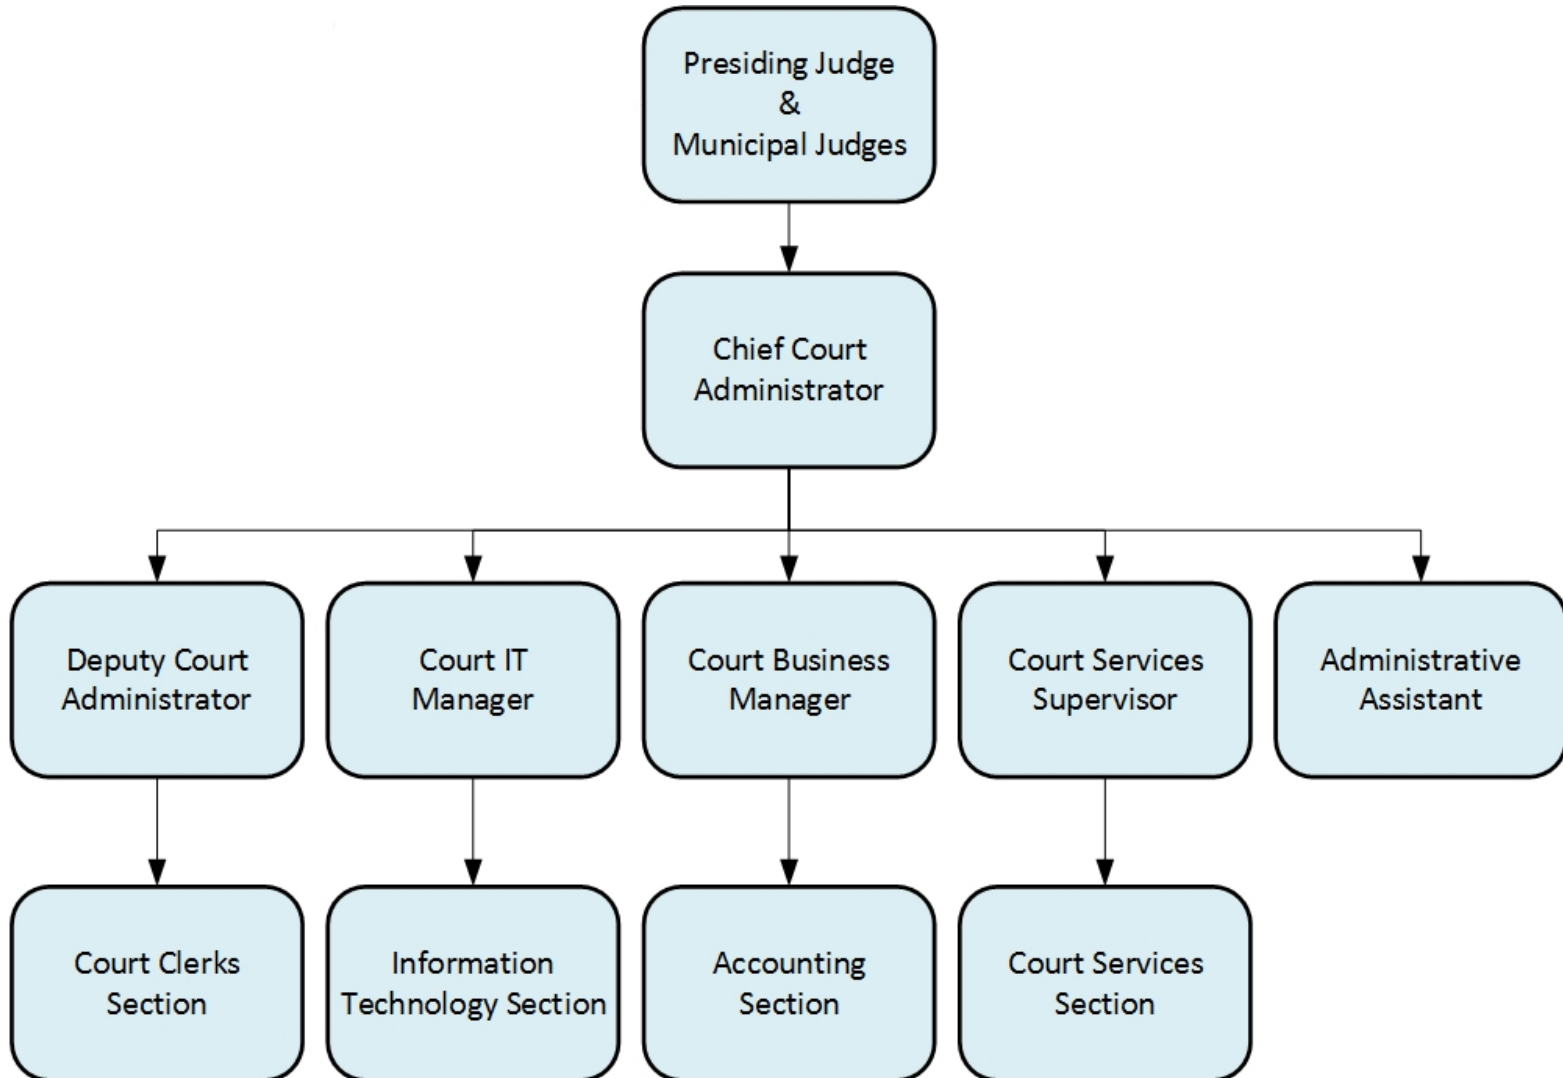 Presiding Judge
&
Municipal Judges
Chief Court
Administrator
Deputy Court
Administrator
Court IT
Manager
Court Business
Manager
Court Services
Supervisor
Administrative
Assistant
Court Clerks
Section
Information
Technology Section
Accounting
Section
Court Services
Section